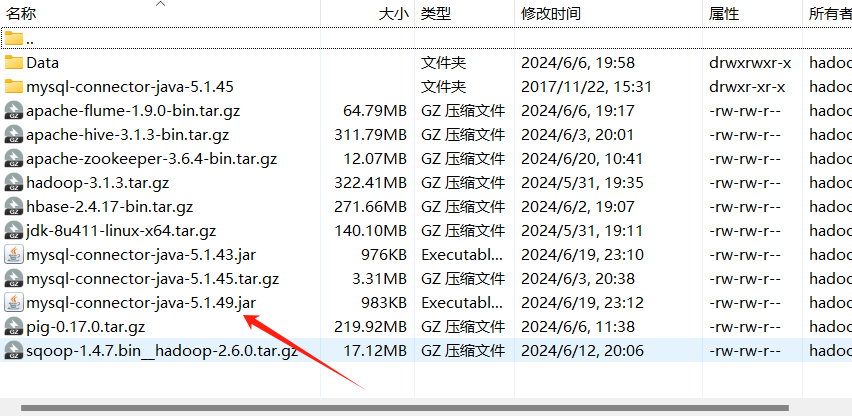 名称 大小 类型 修改时间 属性 所有者
..
Data 文件夹 2024/6/6, 19:58 drwxrwxr-x hadoc
mysql-connector-java-5.1.45 文件夹 2017/11/22, 15:31 drwxr-xr-x hadoc
apache-flume-1.9.0-bin.tar.gz 64.79MB GZ 压缩文件 2024/6/6, 19:17 -rw-rw-r-- hadoc
apache-hive-3.1.3-bin.tar.gz 311.79MB GZ 压缩文件 2024/6/3, 20:01 -rw-rw-r-- hadoc
apache-zookeeper-3.6.4-bin.tar.gz 12.07MB GZ 压缩文件 2024/6/20, 10:41 -rw-rw-r-- hadoc
hadoop-3.1.3.tar.gz 322.41MB GZ 压缩文件 2024/5/31, 19:35 -rw-rw-r-- hadoc
hbase-2.4.17-bin.tar.gz 271.66MB GZ 压缩文件 2024/6/2, 19:07 -rw-rw-r-- hadoc
jdk-8u411-linux-x64.tar.gz 140.10MB GZ 压缩文件 2024/5/31, 19:11 -rw-rw-r-- hadoc
mysql-connector-java-5.1.43.jar 976KB Executabl... 2024/6/19, 23:10 -rw-rw-r-- hadoc
mysql-connector-java-5.1.45.tar.gz 3.31MB GZ 压缩文件 2024/6/3, 20:38 -rw-rw-r-- hadoc
mysql-connector-java-5.1.49.jar 983KB Executabl... 2024/6/19, 23:12 -rw-rw-r-- hadoc
pig-0.17.0.tar.gz 219.92MB GZ 压缩文件 2024/6/6, 11:38 -rw-rw-r-- hadoc
sqoop-1.4.7.bin__hadoop-2.6.0.tar.gz 17.12MB GZ 压缩文件 2024/6/12, 20:06 -rw-rw-r-- hadoc